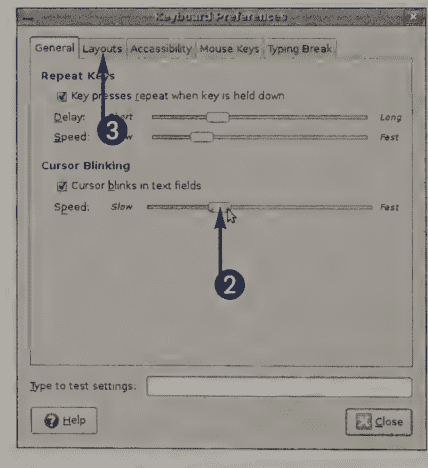 Keyboard Preferences
General Layouts Accessibility Mouse Keys Typing Break
Repeat Keys
Key presses repeat when key is held down
Delay: Long
3
Speed: Fast
Cursor Blinking
Cursor blinks in text fields
Speed: Slow Fast
2
Type to test settings:
Help Close